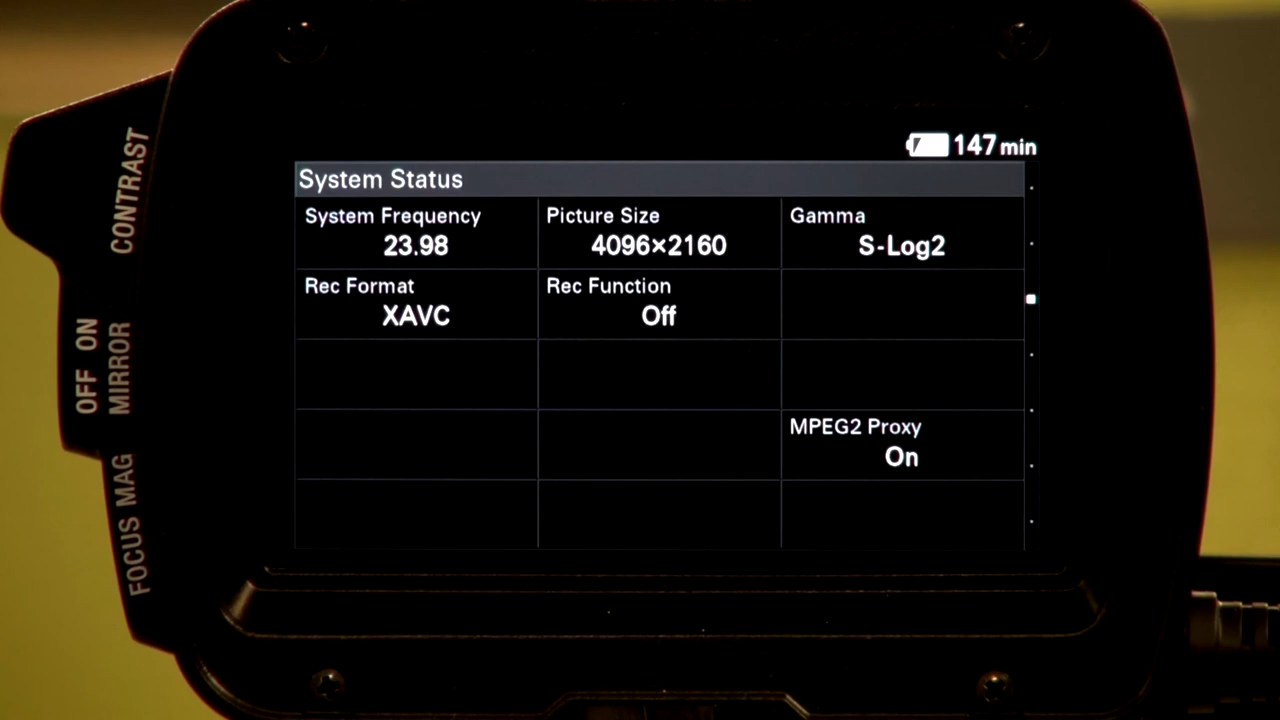 147 min
System Status
System Frequency
23.98
Picture Size
4096×2160
Gamma
S-Log2
Rec Format
XAVC
Rec Function
Off
MPEG2 Proxy
On
CONTRAST
OFF ON
MIRROR
FOCUS MAG